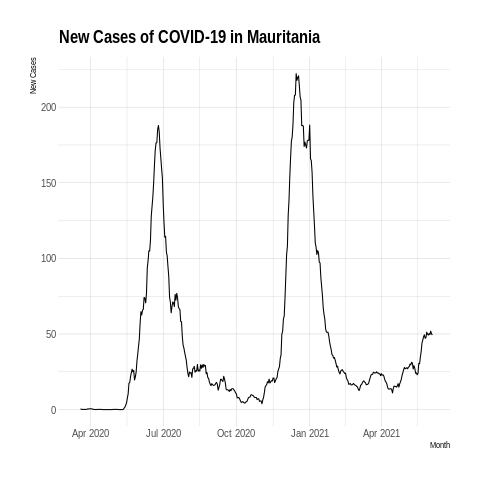 New Cases of COVID-19 in Mauritania
New Cases
200
150
100
50
0
Apr 2020 Jul 2020 Oct 2020 Jan 2021 Apr 2021
Month